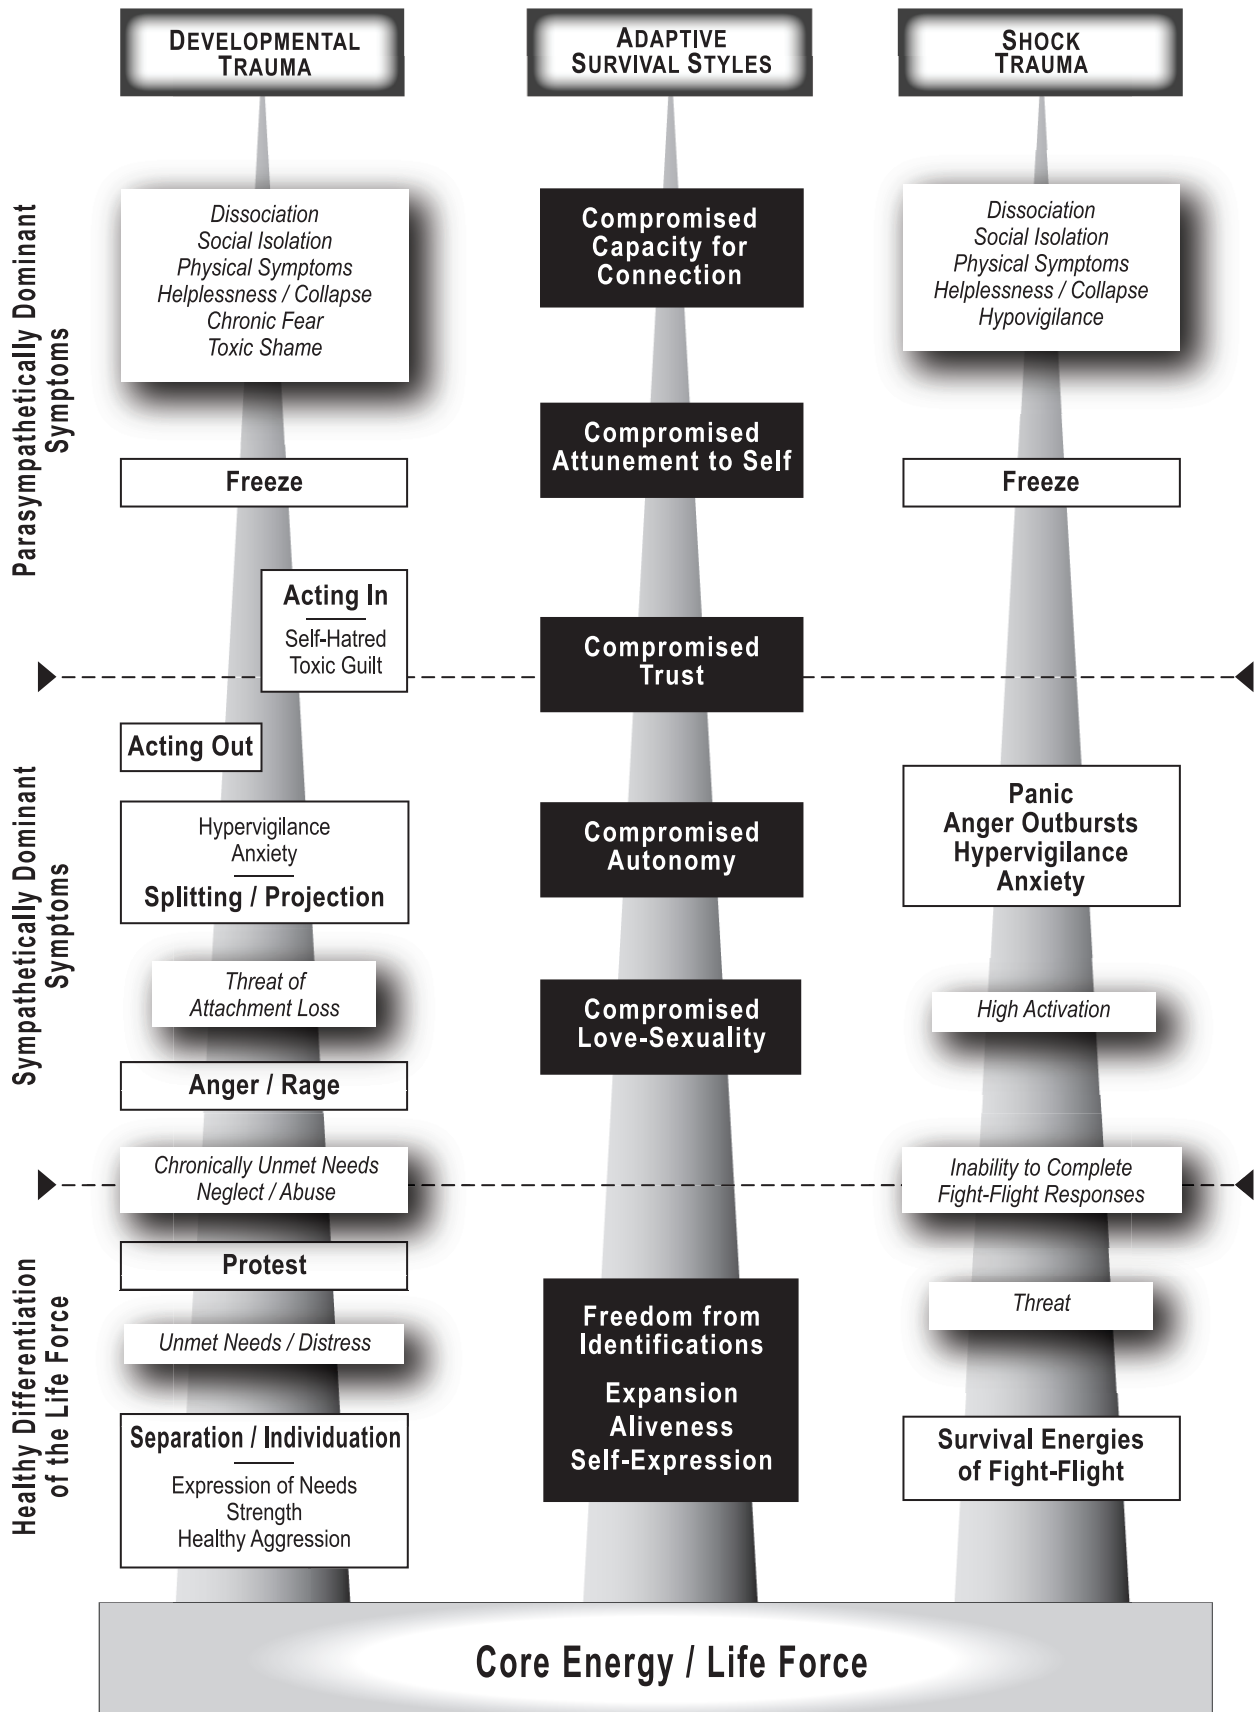 DEVELOPMENTAL
TRAUMA
ADAPTIVE
SURVIVAL STYLES
SHOCK
TRAUMA
Parasympathetically Dominant
Symptoms
Dissociation
Social Isolation
Physical Symptoms
Helplessness / Collapse
Chronic Fear
Toxic Shame
Compromised
Capacity for
Connection
Dissociation
Social Isolation
Physical Symptoms
Helplessness / Collapse
Hypovigilance
Freeze
Compromised
Attunement to Self
Freeze
Acting In
Self-Hatred
Toxic Guilt
Compromised
Trust
Sympathetically Dominant
Symptoms
Acting Out
Hypervigilance
Anxiety
Splitting / Projection
Compromised
Autonomy
Panic
Anger Outbursts
Hypervigilance
Anxiety
Threat of
Attachment Loss
Compromised
Love-Sexuality
High Activation
Anger / Rage
Chronically Unmet Needs
Neglect / Abuse
Inability to Complete
Fight-Flight Responses
Healthy Differentiation
of the Life Force
Protest
Unmet Needs / Distress
Separation / Individuation
Expression of Needs
Strength
Healthy Aggression
Freedom from
Identifications
Expansion
Aliveness
Self-Expression
Threat
Survival Energies
of Fight-Flight
Core Energy / Life Force